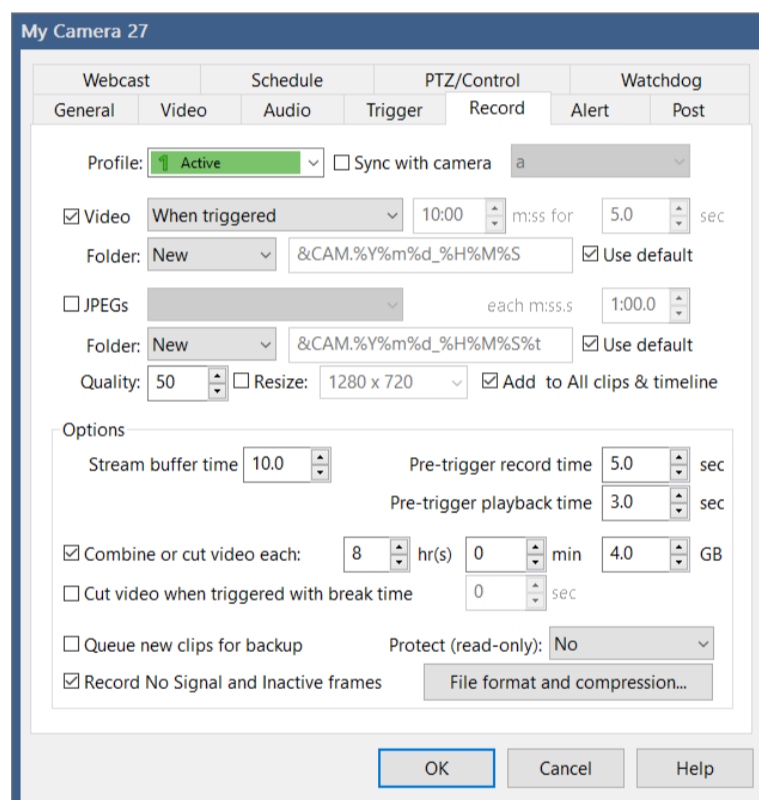 My Camera 27
Webcast Schedule PTZ/Control Watchdog
General Video Audio Trigger Record Alert Post
Profile: 1 Active Sync with camera a
Video When triggered 10:00 m:ss for 5.0 sec
Folder: New &CAM.%Y%m%d_%H%M%S Use default
JPEGs each m:ss.s 1:00.0
Folder: New &CAM.%Y%m%d_%H%M%S%t Use default
Quality: 50 Resize: 1280 x 720 Add to All clips & timeline
Options
Stream buffer time 10.0 Pre-trigger record time 5.0 sec
Pre-trigger playback time 3.0 sec
Combine or cut video each: 8 hr(s) 0 min 4.0 GB
Cut video when triggered with break time 0 sec
Queue new clips for backup Protect (read-only): No
Record No Signal and Inactive frames File format and compression...
OK Cancel Help